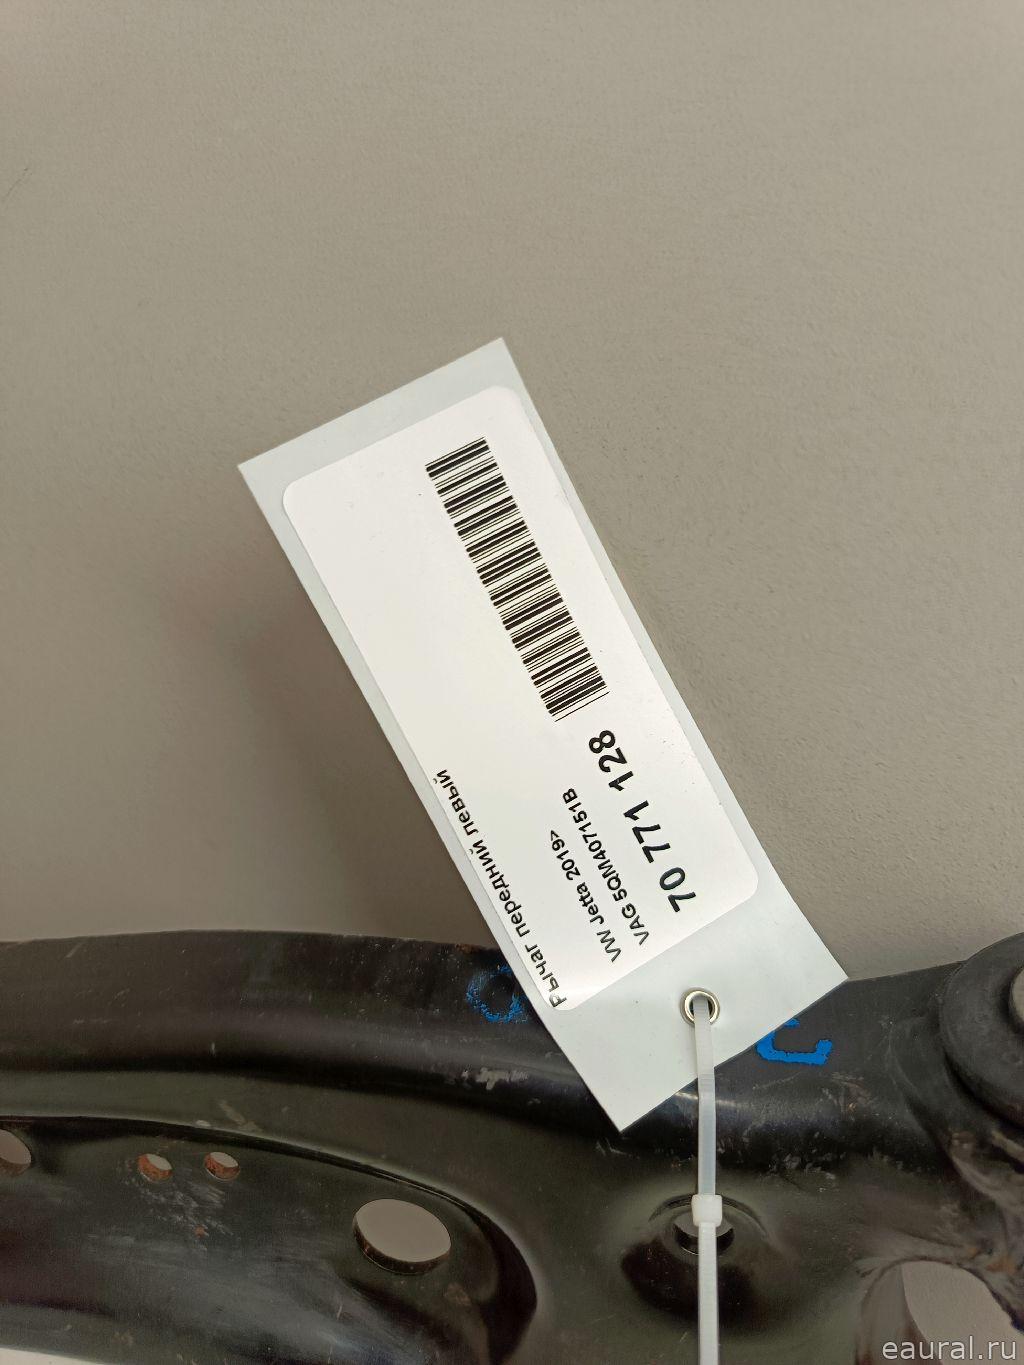 Рычаг передний левый
VW Jetta 2019>
VAG 5QM407151B
70 771 128
eaural.ru